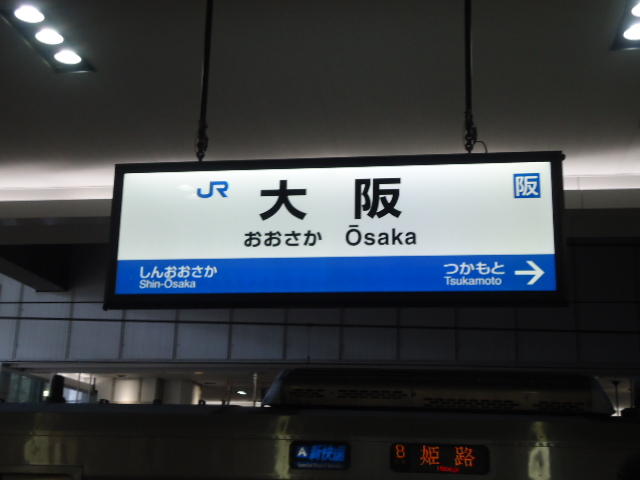 JR 大阪 阪
おおさか Ōsaka
しんおおさか つかもと →
Shin-Ōsaka Tsukamoto
A 新快速 8 姫路